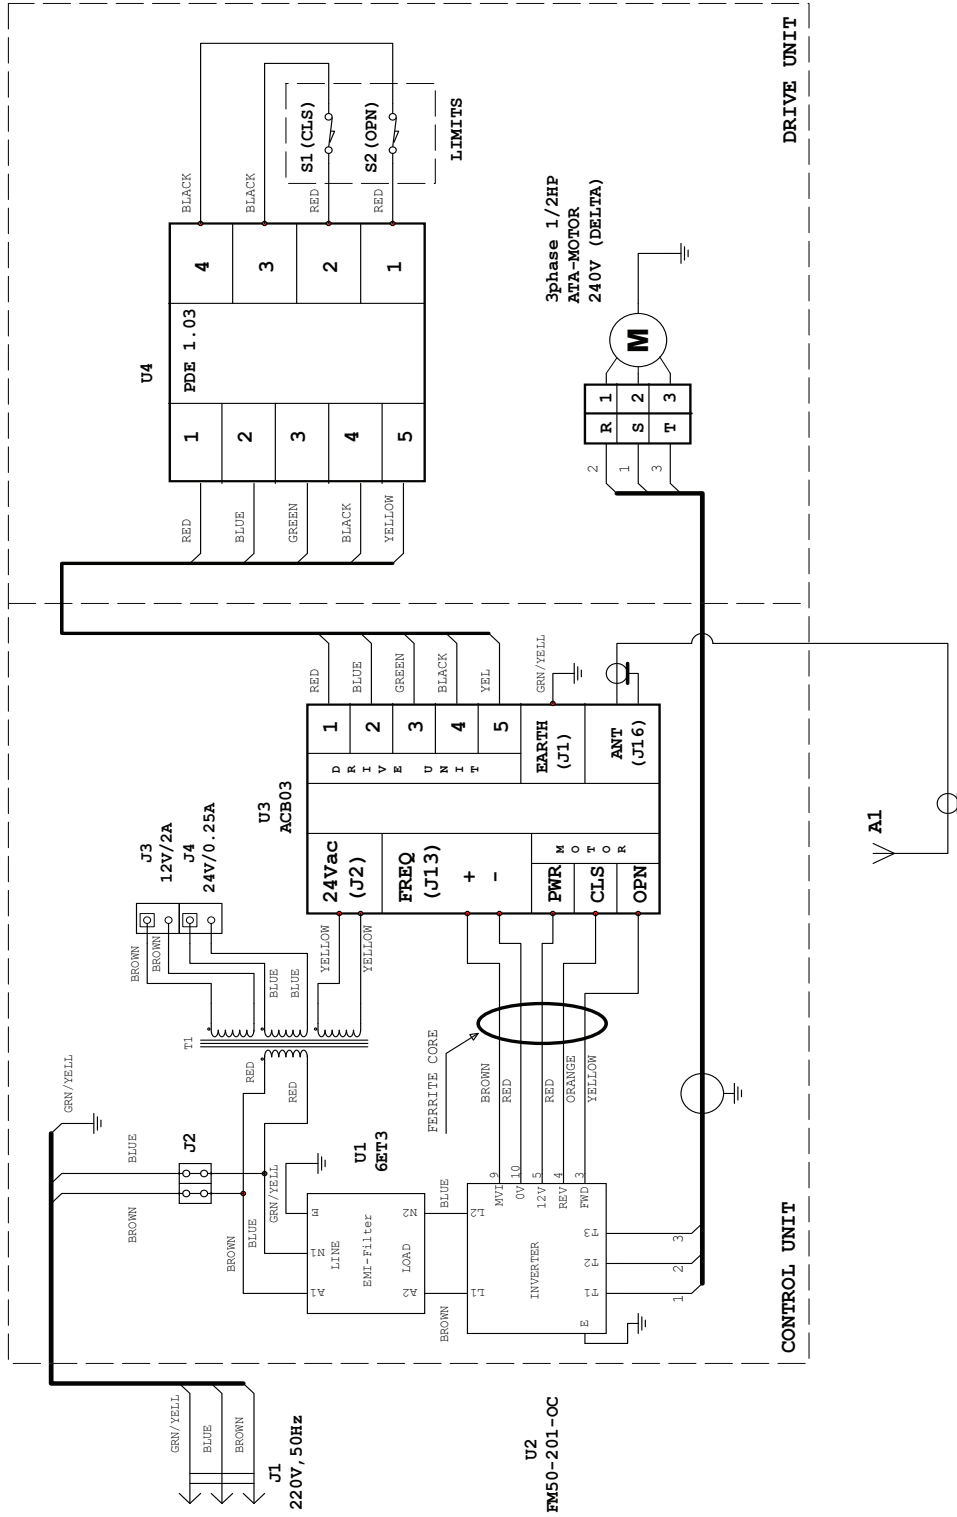 GRN/YELL
BLUE
BROWN
J1
220V,50Hz
GRN/YELL
BLUE
BROWN
J2
BROWN
BLUE
GRN/YELL
RED
RED
T1
BROWN
BROWN
BLUE
BLUE
YELLOW
YELLOW
J3
12V/2A
J4
24V/0.25A
U1
6ET3
A1
N1
E
LINE
EMI-Filter
LOAD
A2
N2
BROWN
BLUE
U2
FM50-201-OC
L1
L2
INVERTER
MVI
0V
12V
REV
FWD
9
10
5
4
3
E
T1
T2
T3
1
2
3
FERRITE CORE
BROWN
RED
RED
ORANGE
YELLOW
U3
ACB03
24Vac
(J2)
FREQ
(J13)
+
-
PWR
CLS
OPN
MOTOR
DRIVE UNIT
1
2
3
4
5
EARTH
(J1)
ANT
(J16)
RED
BLUE
GREEN
BLACK
YEL
GRN/YELL
A1
CONTROL UNIT
RED
BLUE
GREEN
BLACK
YELLOW
U4
PDE 1.03
1
2
3
4
5
4
3
2
1
BLACK
BLACK
RED
RED
S1(CLS)
S2(OPN)
LIMITS
3phase 1/2HP
ATA-MOTOR
240V (DELTA)
2
1
3
R 1
S 2
T 3
M
DRIVE UNIT